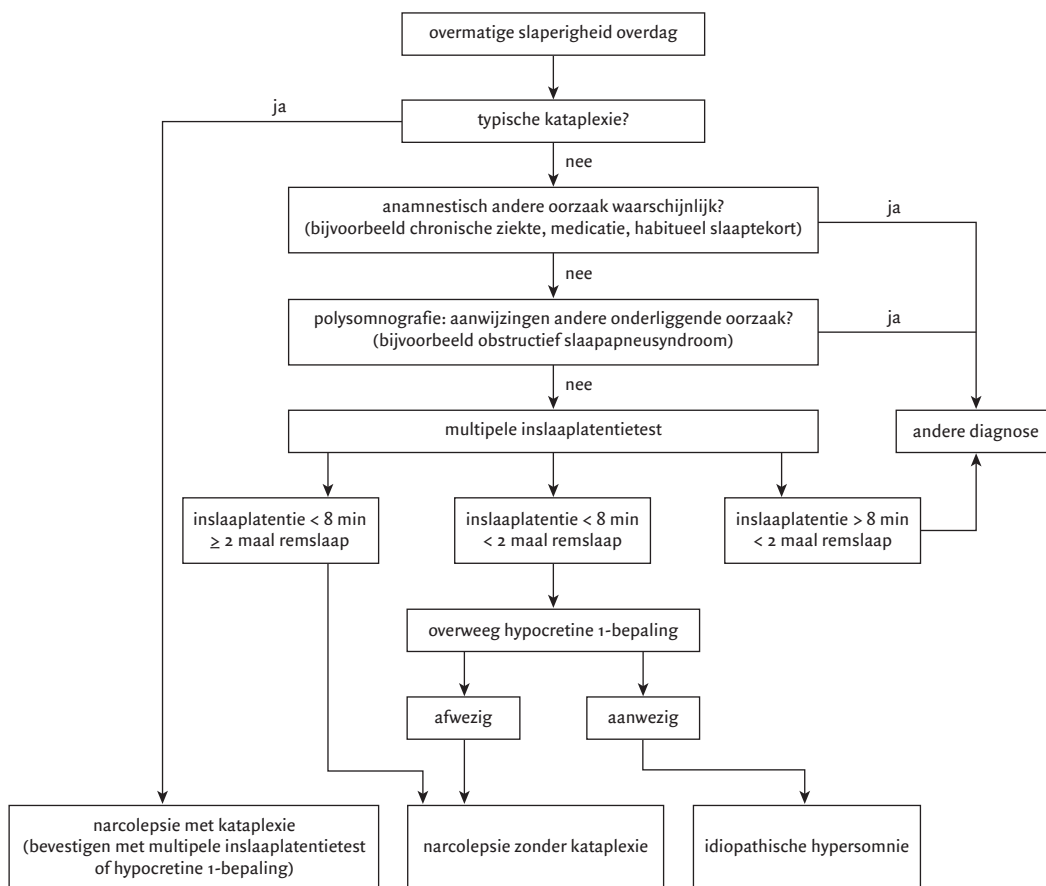 overmatige slaperigheid overdag
ja
typische kataplexie?
nee
anamnestisch andere oorzaak waarschijnlijk?
(bijvoorbeeld chronische ziekte, medicatie, habitueel slaaptekort)
ja
nee
polysomnografie: aanwijzingen andere onderliggende oorzaak?
(bijvoorbeeld obstructief slaapapneusyndroom)
ja
nee
multipele inslaaplatentietest
andere diagnose
inslaaplatentie < 8 min
≥ 2 maal remslaap
inslaaplatentie < 8 min
< 2 maal remslaap
inslaaplatentie > 8 min
< 2 maal remslaap
overweeg hypocretine 1-bepaling
afwezig
aanwezig
narcolepsie met kataplexie
(bevestigen met multipele inslaaplatentietest
of hypocretine 1-bepaling)
narcolepsie zonder kataplexie
idiopathische hypersomnie